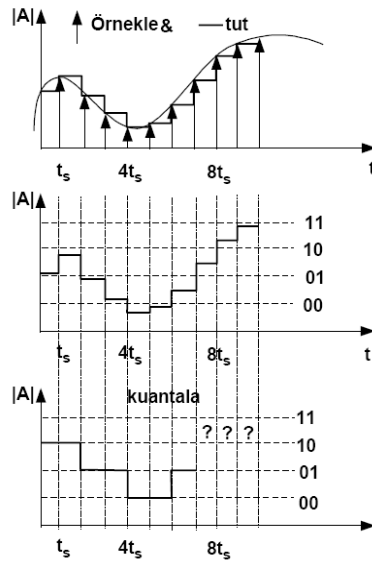 |A| Örnekle& tut
ts 4ts 8ts t
|A|
11
10
01
00
ts 4ts 8ts t
|A| kuantala
11
? ? ?
10
01
00
ts 4ts 8ts t